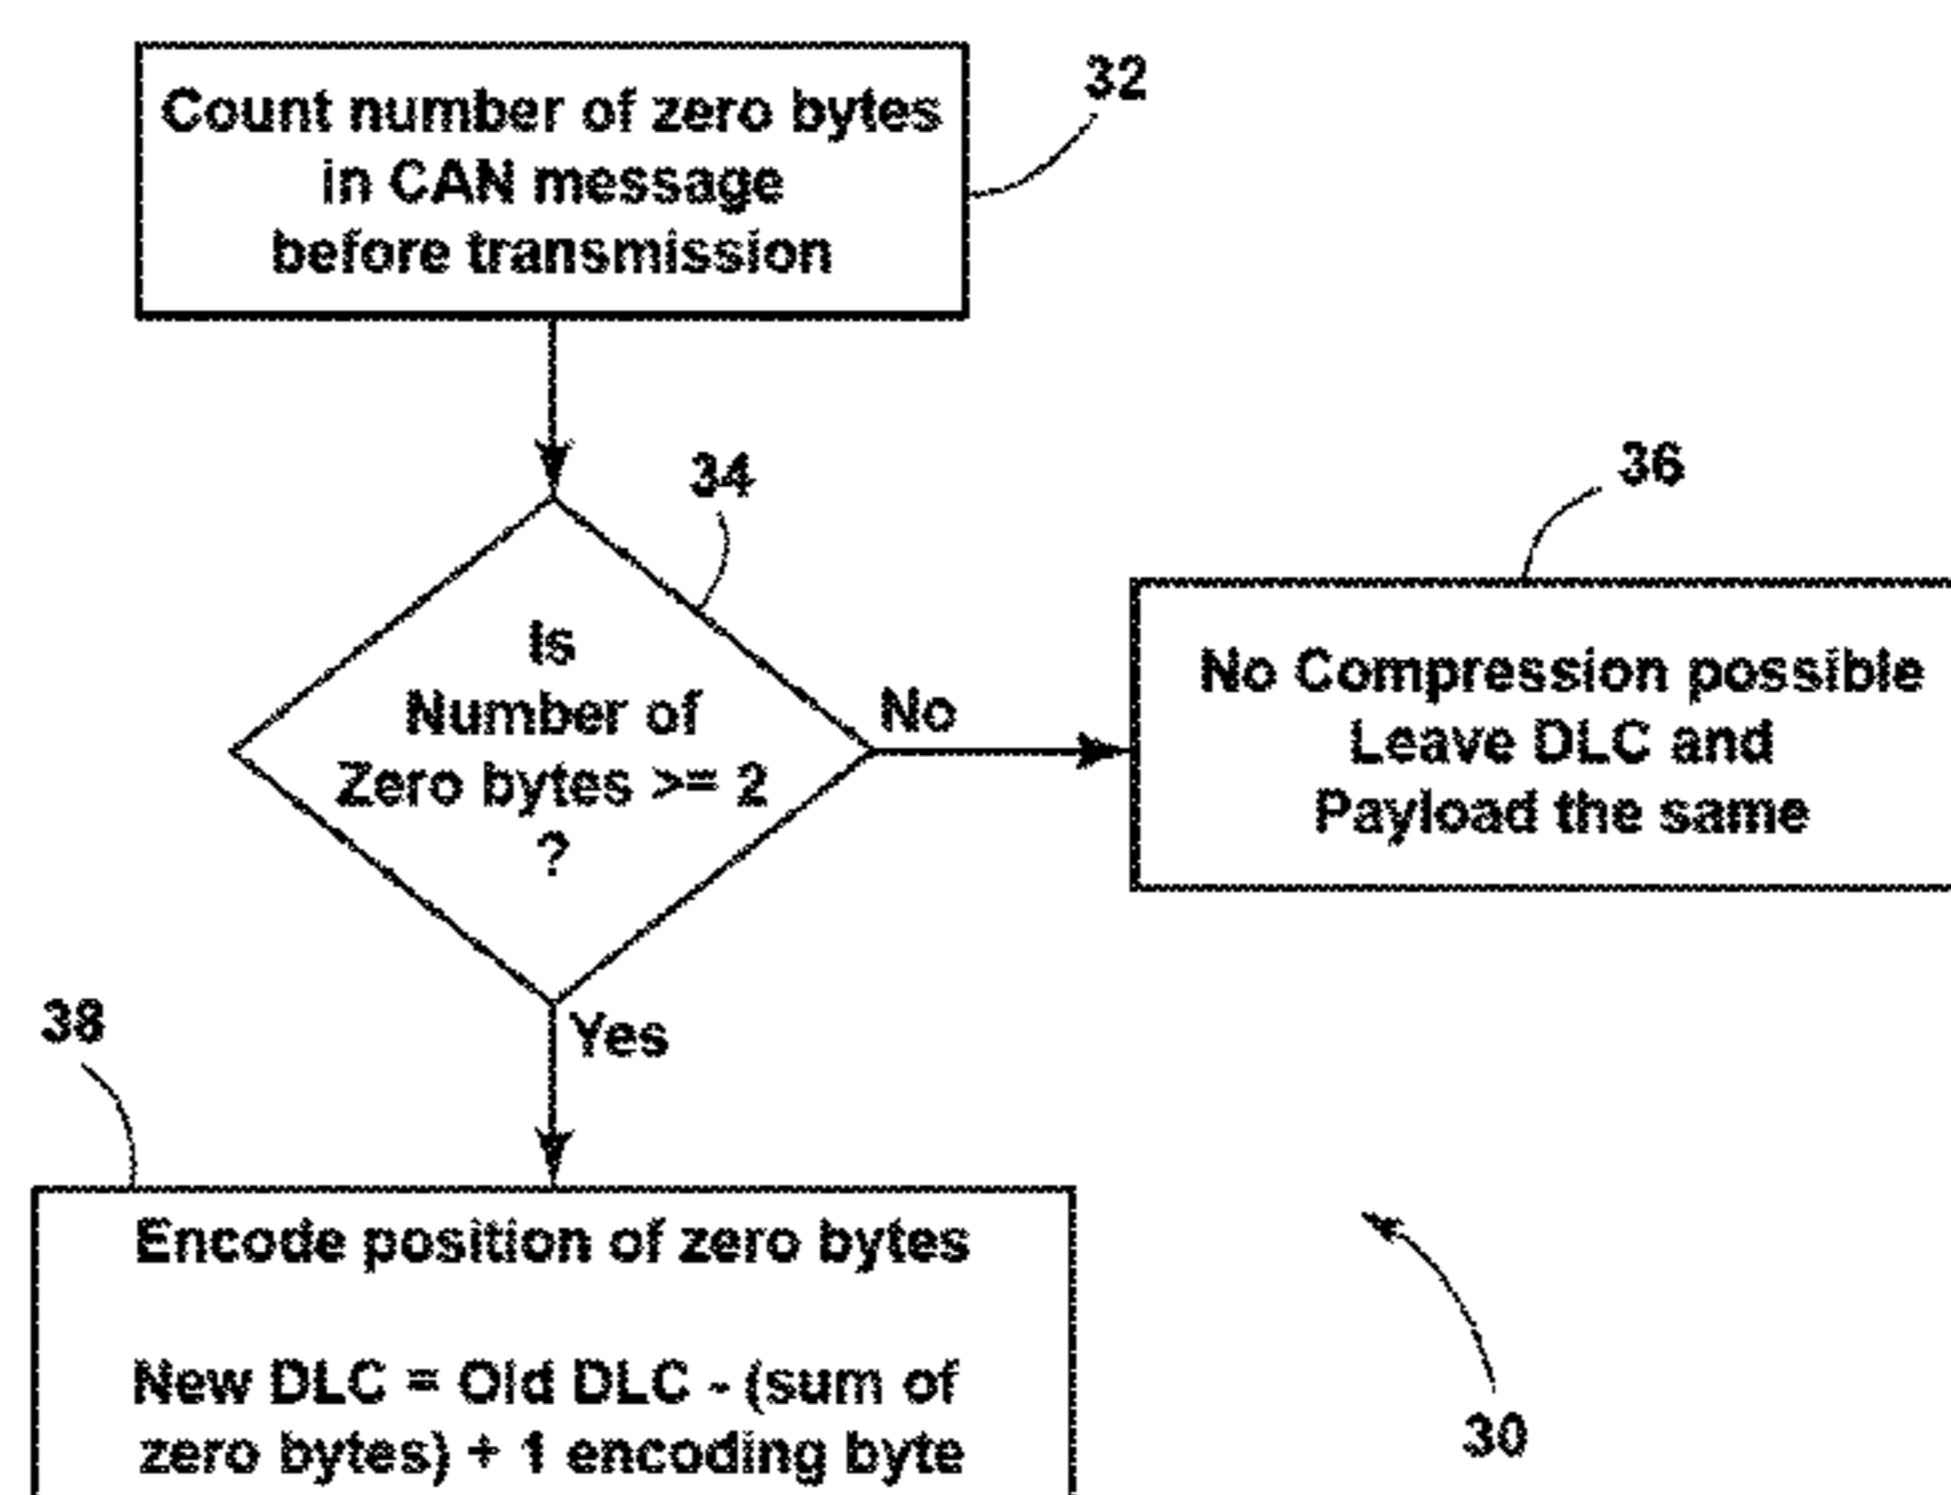 Count number of zero bytes
in CAN message
before transmission
32
34
Is
Number of
Zero bytes >= 2
?
No
36
No Compression possible
Leave DLC and
Payload the same
Yes
38
Encode position of zero bytes
New DLC = Old DLC - (sum of
zero bytes) + 1 encoding byte
30